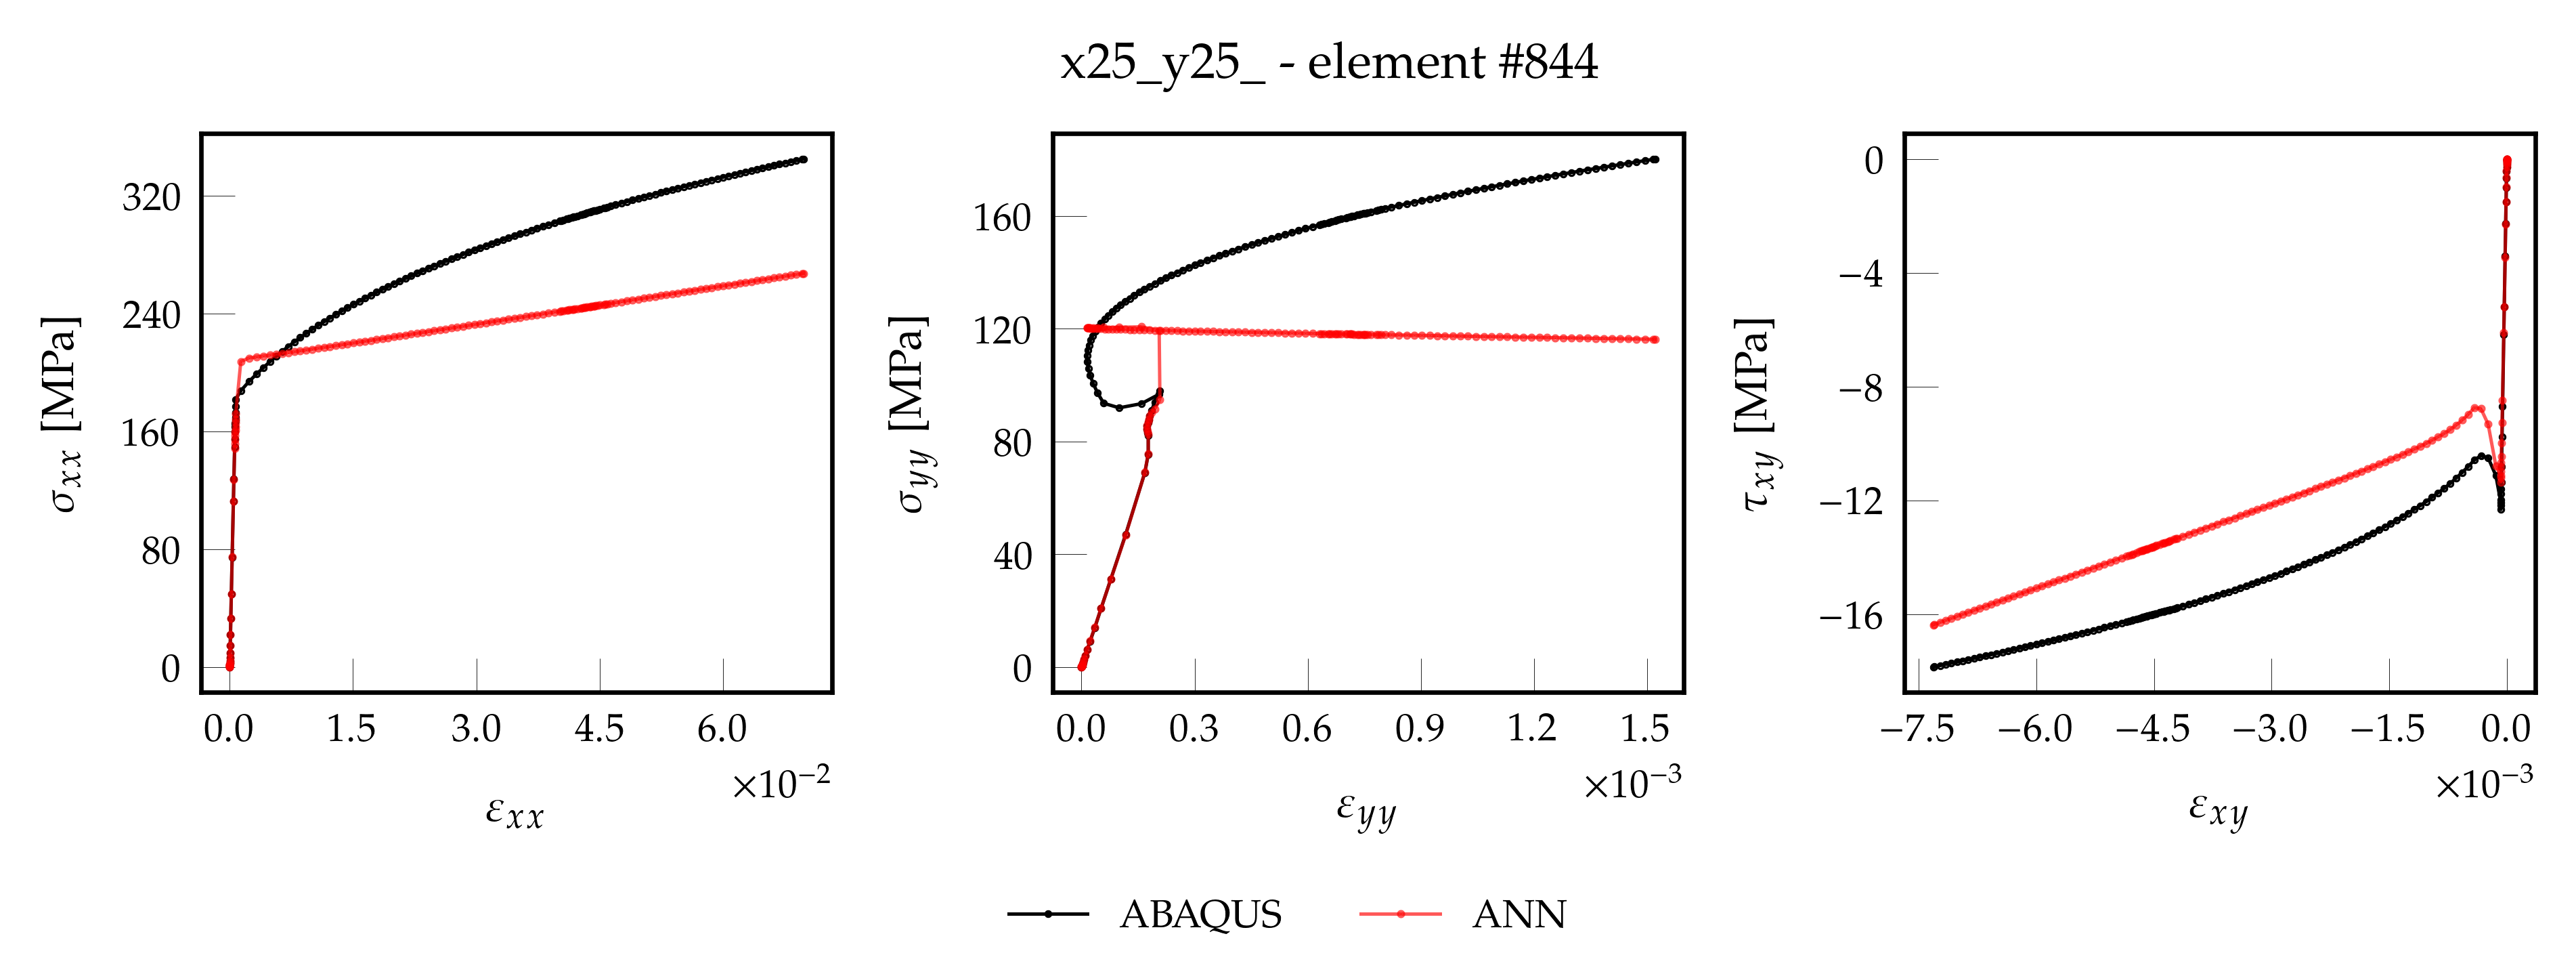 x25_y25_ - element #844
σxx [MPa]
320
240
160
80
0
0.0 1.5 3.0 4.5 6.0
×10−2
εxx
σyy [MPa]
160
120
80
40
0
0.0 0.3 0.6 0.9 1.2 1.5
×10−3
εyy
τxy [MPa]
0
−4
−8
−12
−16
−7.5 −6.0 −4.5 −3.0 −1.5 0.0
×10−3
εxy
ABAQUS ANN